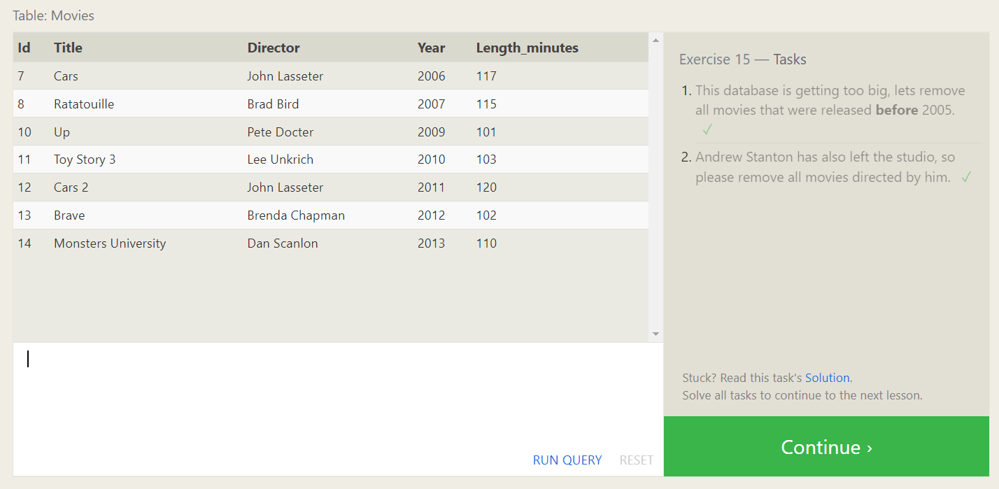 Table: Movies
Id Title Director Year Length_minutes
7 Cars John Lasseter 2006 117
8 Ratatouille Brad Bird 2007 115
10 Up Pete Docter 2009 101
11 Toy Story 3 Lee Unkrich 2010 103
12 Cars 2 John Lasseter 2011 120
13 Brave Brenda Chapman 2012 102
14 Monsters University Dan Scanlon 2013 110
RUN QUERY RESET
Exercise 15 — Tasks
1. This database is getting too big, lets remove
all movies that were released before 2005.
✓
2. Andrew Stanton has also left the studio, so
please remove all movies directed by him. ✓
Stuck? Read this task's Solution.
Solve all tasks to continue to the next lesson.
Continue ›